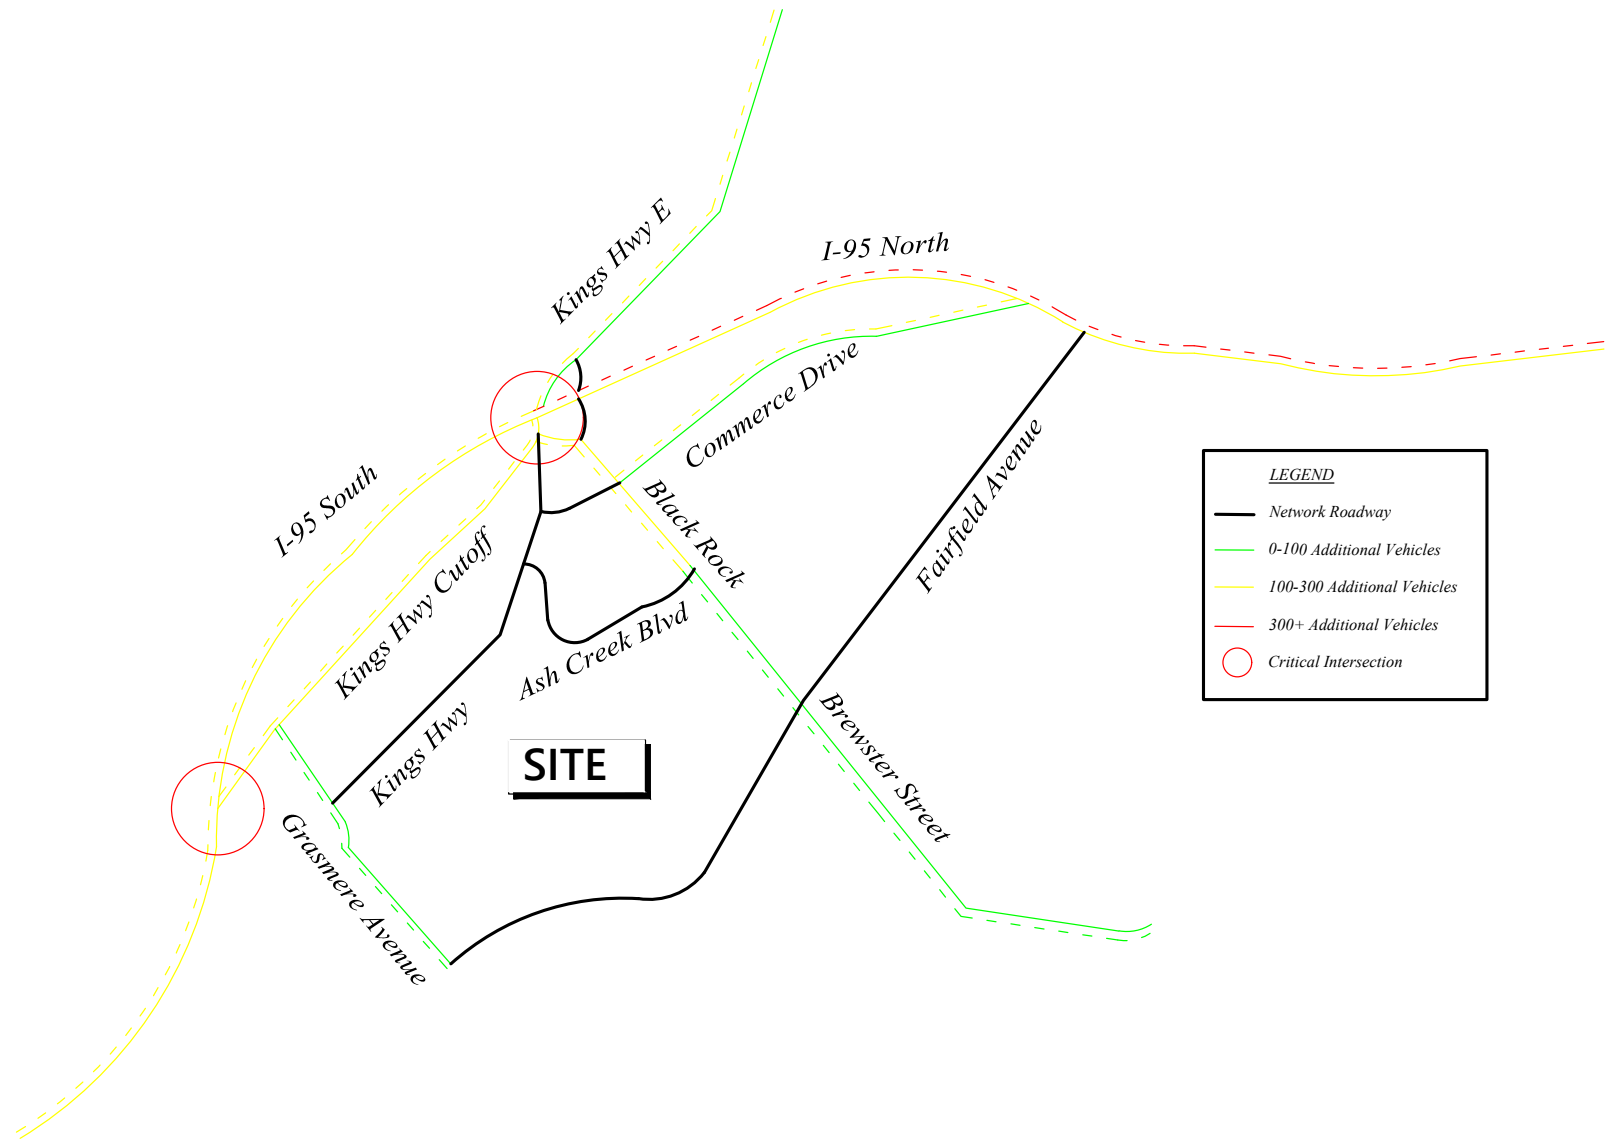 Kings Hwy E
I-95 North
Commerce Drive
I-95 South
Black Rock
Fairfield Avenue
Kings Hwy Cutoff
Ash Creek Blvd
Kings Hwy
SITE
Brewster Street
Grasmere Avenue
LEGEND
Network Roadway
0-100 Additional Vehicles
100-300 Additional Vehicles
300+ Additional Vehicles
Critical Intersection